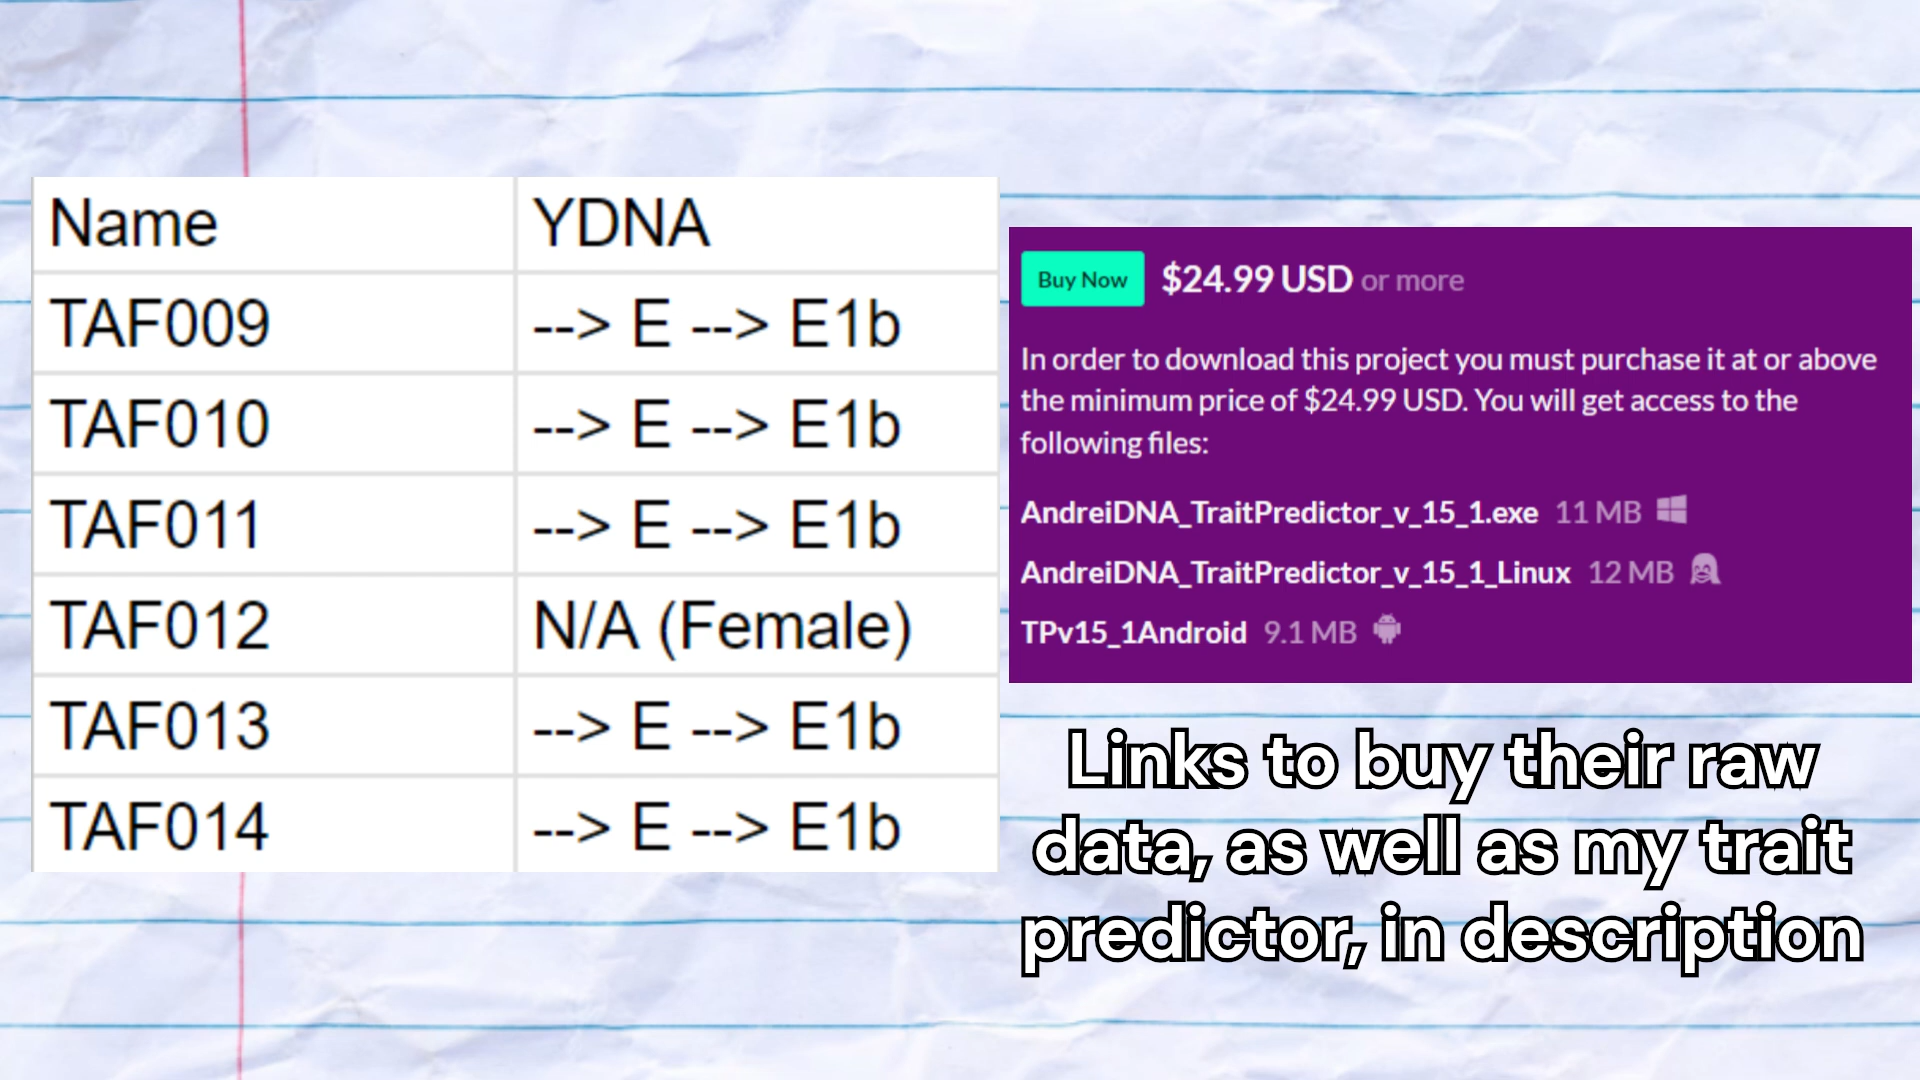 Name YDNA
TAF009 --> E --> E1b
TAF010 --> E --> E1b
TAF011 --> E --> E1b
TAF012 N/A (Female)
TAF013 --> E --> E1b
TAF014 --> E --> E1b
Buy Now $24.99 USD or more
In order to download this project you must purchase it at or above
the minimum price of $24.99 USD. You will get access to the
following files:
AndreiDNA_TraitPredictor_v_15_1.exe 11 MB
AndreiDNA_TraitPredictor_v_15_1_Linux 12 MB
TPv15_1Android 9.1 MB
Links to buy their raw
data, as well as my trait
predictor, in description